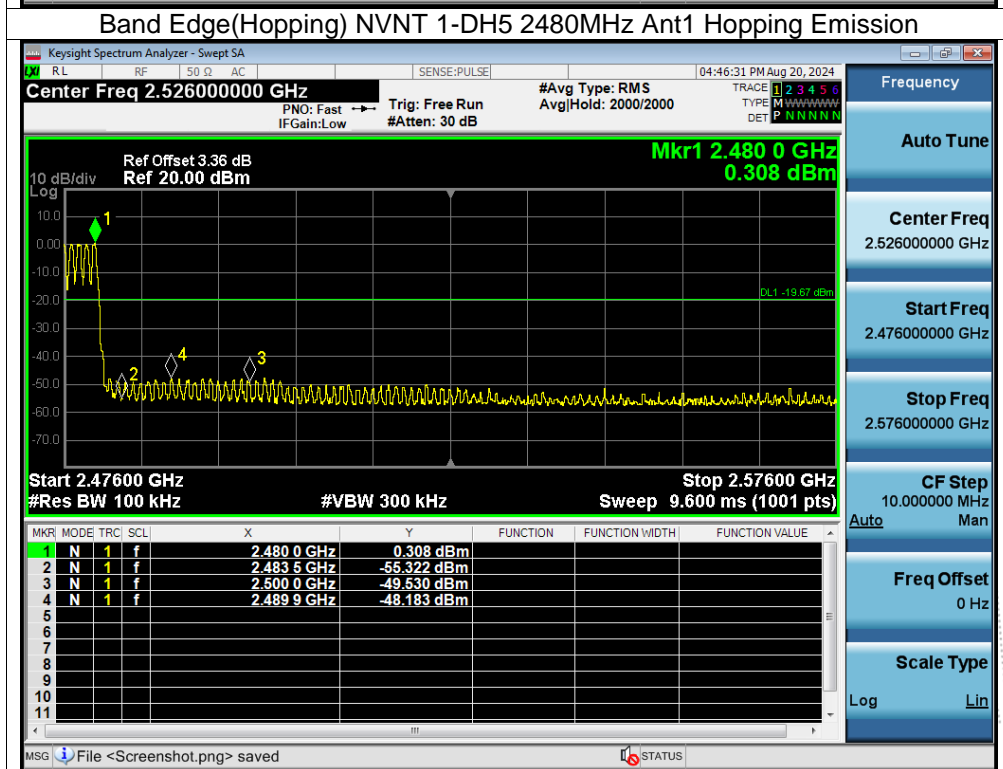 Band Edge(Hopping) NVNT 1-DH5 2480MHz Ant1 Hopping Emission
Keysight Spectrum Analyzer - Swept SA
LXI RL RF 50 Ω AC SENSE:PULSE 04:46:31 PM Aug 20, 2024
Center Freq 2.526000000 GHz #Avg Type: RMS TRACE 1 2 3 4 5 6
PNO: Fast Trig: Free Run Avg|Hold: 2000/2000 TYPE M WWWWW
IFGain:Low #Atten: 30 dB DET P N N N N N
Mkr1 2.480 0 GHz
Ref Offset 3.36 dB
10 dB/div Ref 20.00 dBm 0.308 dBm
Log
10.0
1
0.00
-10.0
-20.0
DL1 -19.67 dBm
-30.0
-40.0
4
3
2
-50.0
-60.0
-70.0
Start 2.47600 GHz Stop 2.57600 GHz
#Res BW 100 kHz #VBW 300 kHz Sweep 9.600 ms (1001 pts)
MKR MODE TRC SCL X Y FUNCTION FUNCTION WIDTH FUNCTION VALUE
1 N 1 f 2.480 0 GHz 0.308 dBm
2 N 1 f 2.483 5 GHz -55.322 dBm
3 N 1 f 2.500 0 GHz -49.530 dBm
4 N 1 f 2.489 9 GHz -48.183 dBm
5
6
7
8
9
10
11
MSG File <Screenshot.png> saved STATUS
Frequency
Auto Tune
Center Freq
2.526000000 GHz
Start Freq
2.476000000 GHz
Stop Freq
2.576000000 GHz
CF Step
10.000000 MHz
Auto Man
Freq Offset
0 Hz
Scale Type
Log Lin